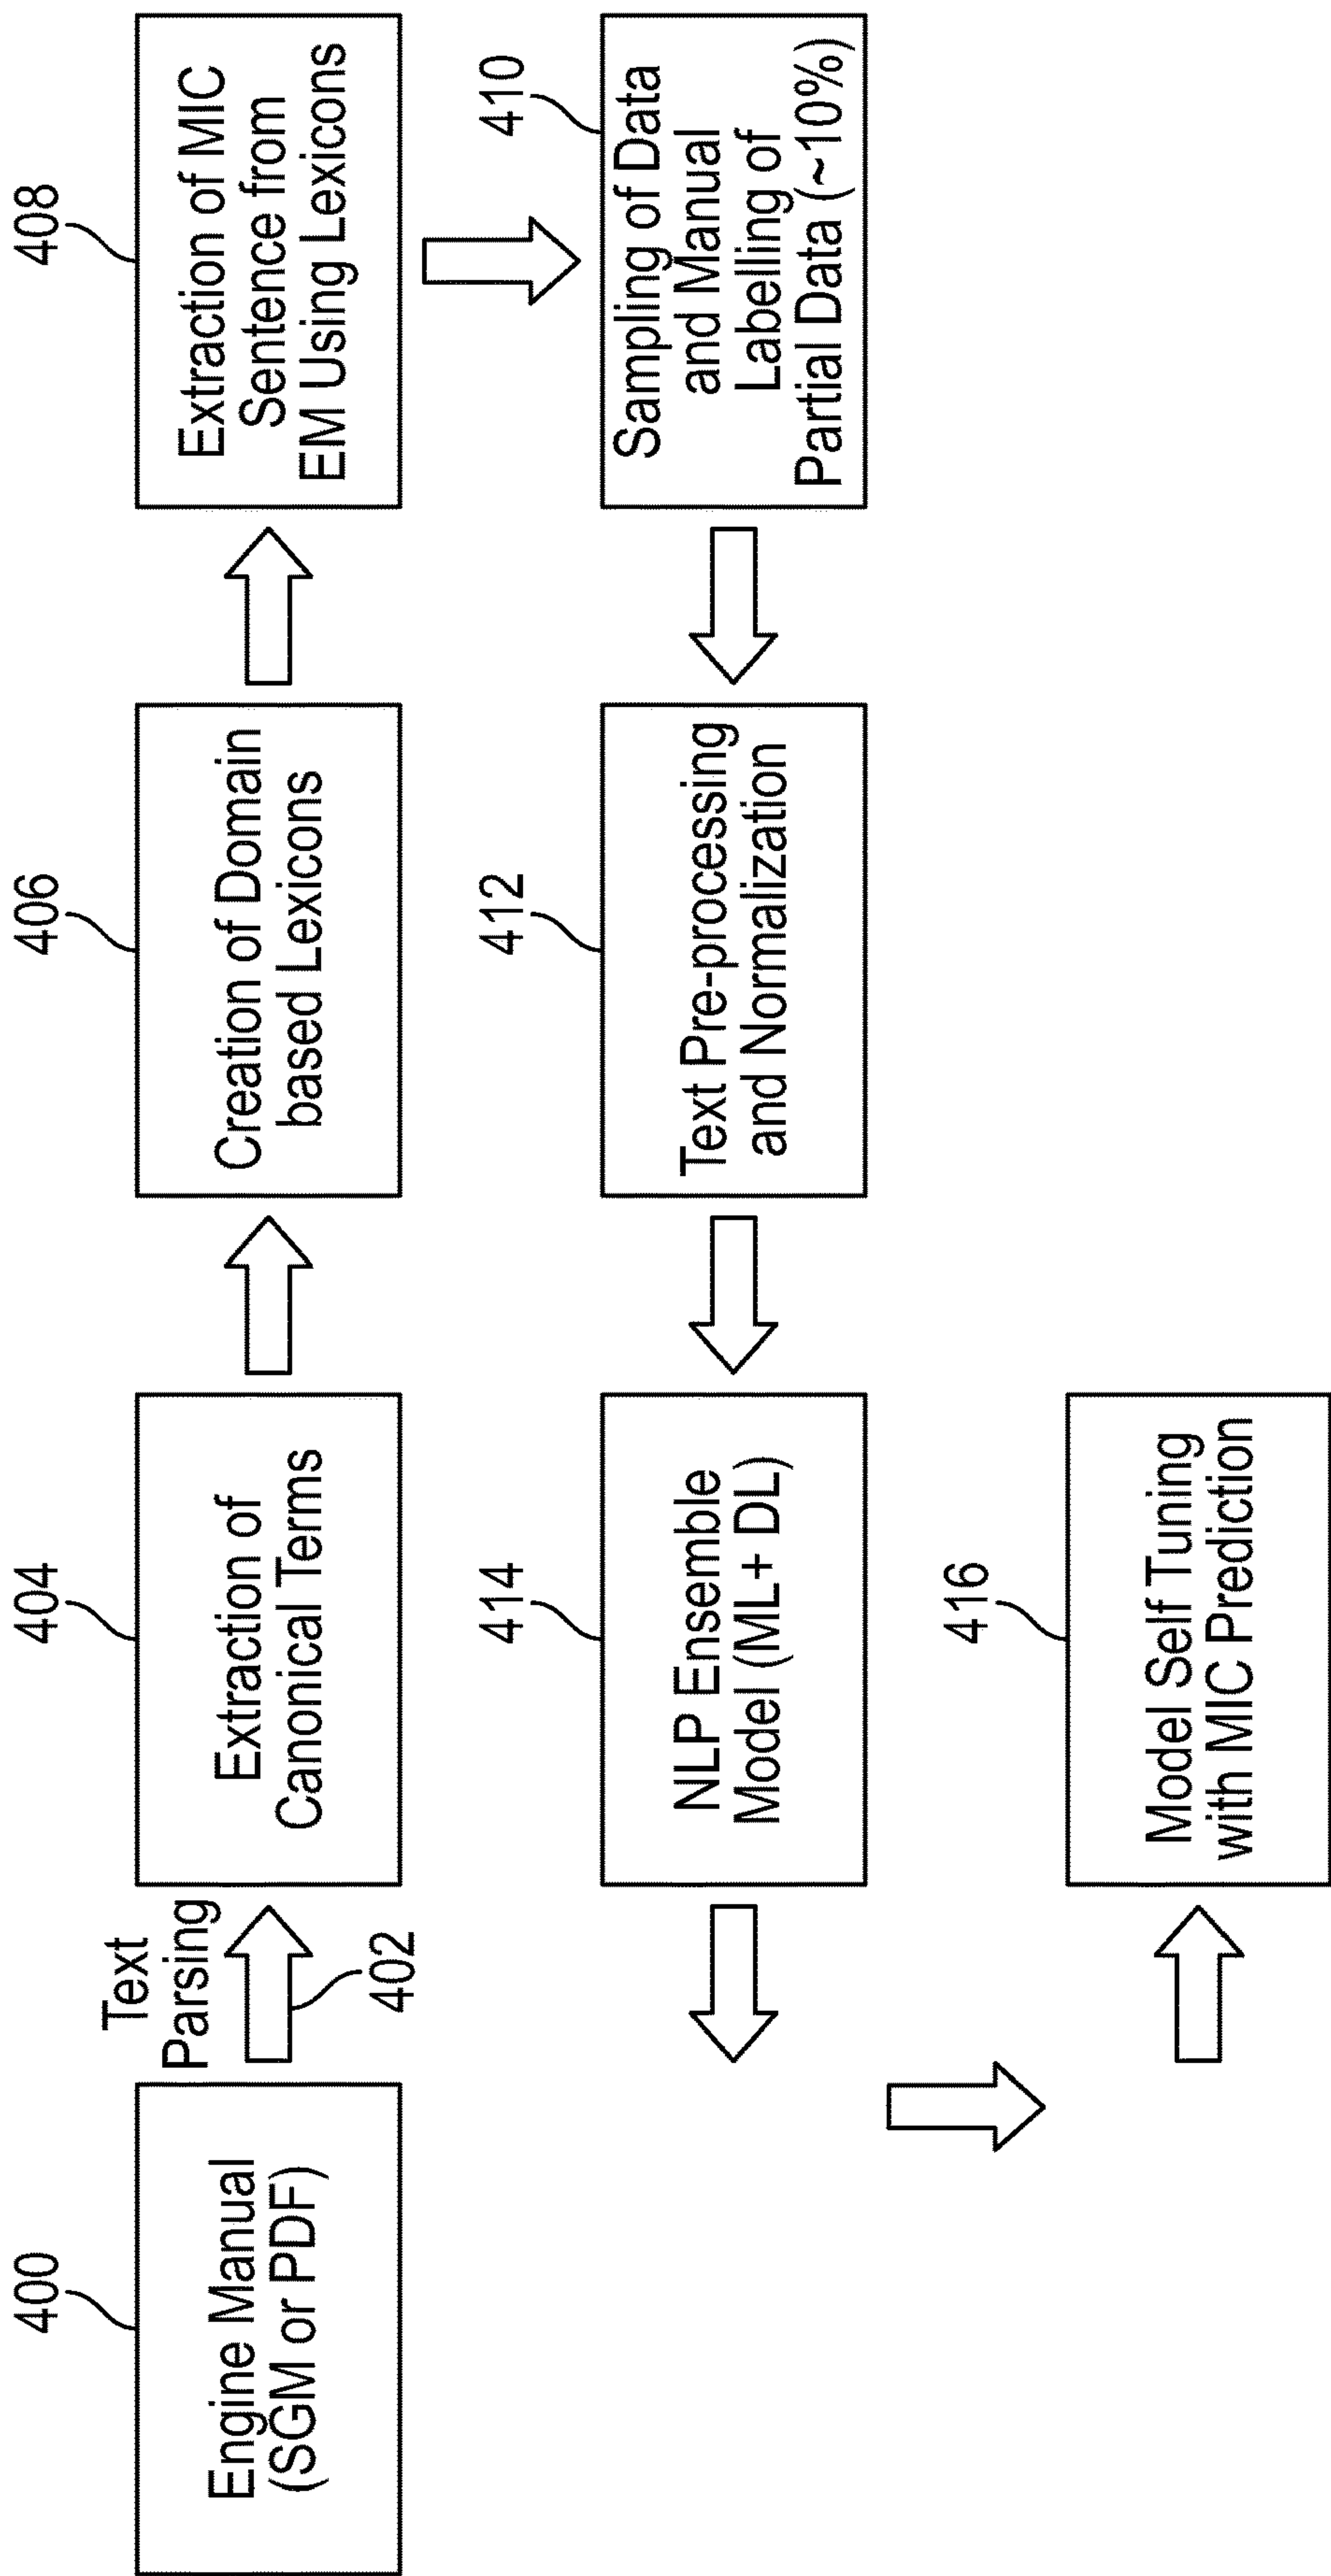 400
Engine Manual
(SGM or PDF)
Text
Parsing
402
404
Extraction of
Canonical Terms
406
Creation of Domain
based Lexicons
408
Extraction of MIC
Sentence from
EM Using Lexicons
410
Sampling of Data
and Manual
Labelling of
Partial Data (~10%)
412
Text Pre-processing
and Normalization
414
NLP Ensemble
Model (ML+ DL)
416
Model Self Tuning
with MIC Prediction